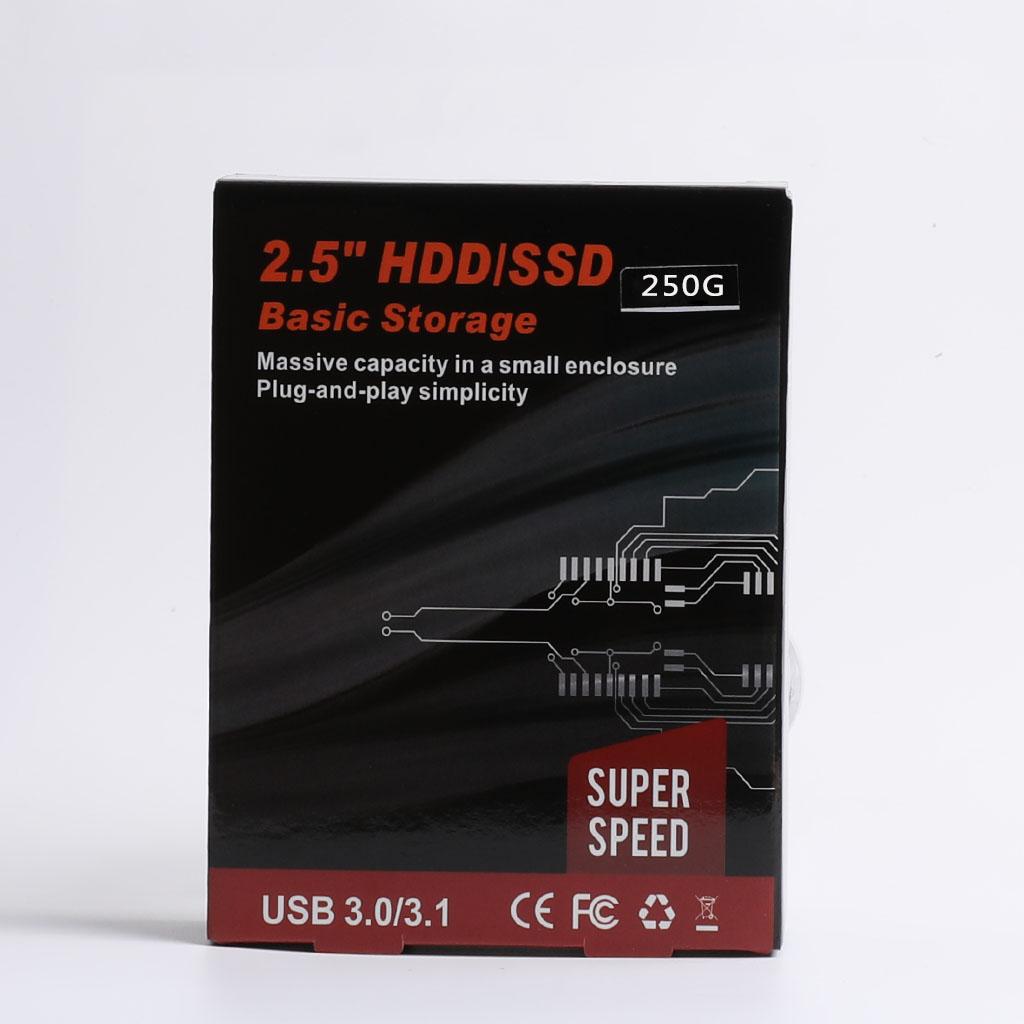 2.5" HDD/SSD
250G
Basic Storage
Massive capacity in a small enclosure
Plug-and-play simplicity
SUPER
SPEED
USB 3.0/3.1 CE FC